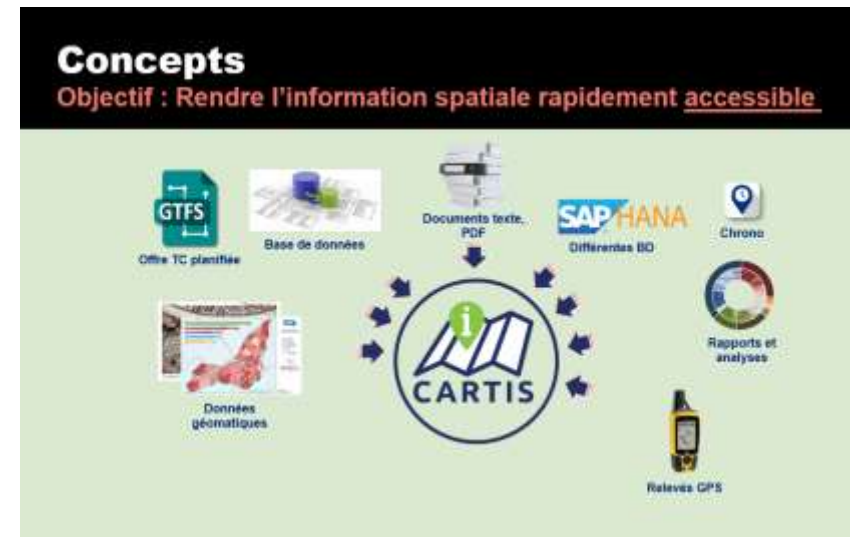 Concepts
Objectif : Rendre l'information spatiale rapidement accessible
GTFS
Offre TC planifiée
Base de données
Documents texte,
PDF
SAP HANA
Différentes BD
Chrono
Rapports et
analyses
Données
géomatiques
i
CARTIS
Relevés GPS